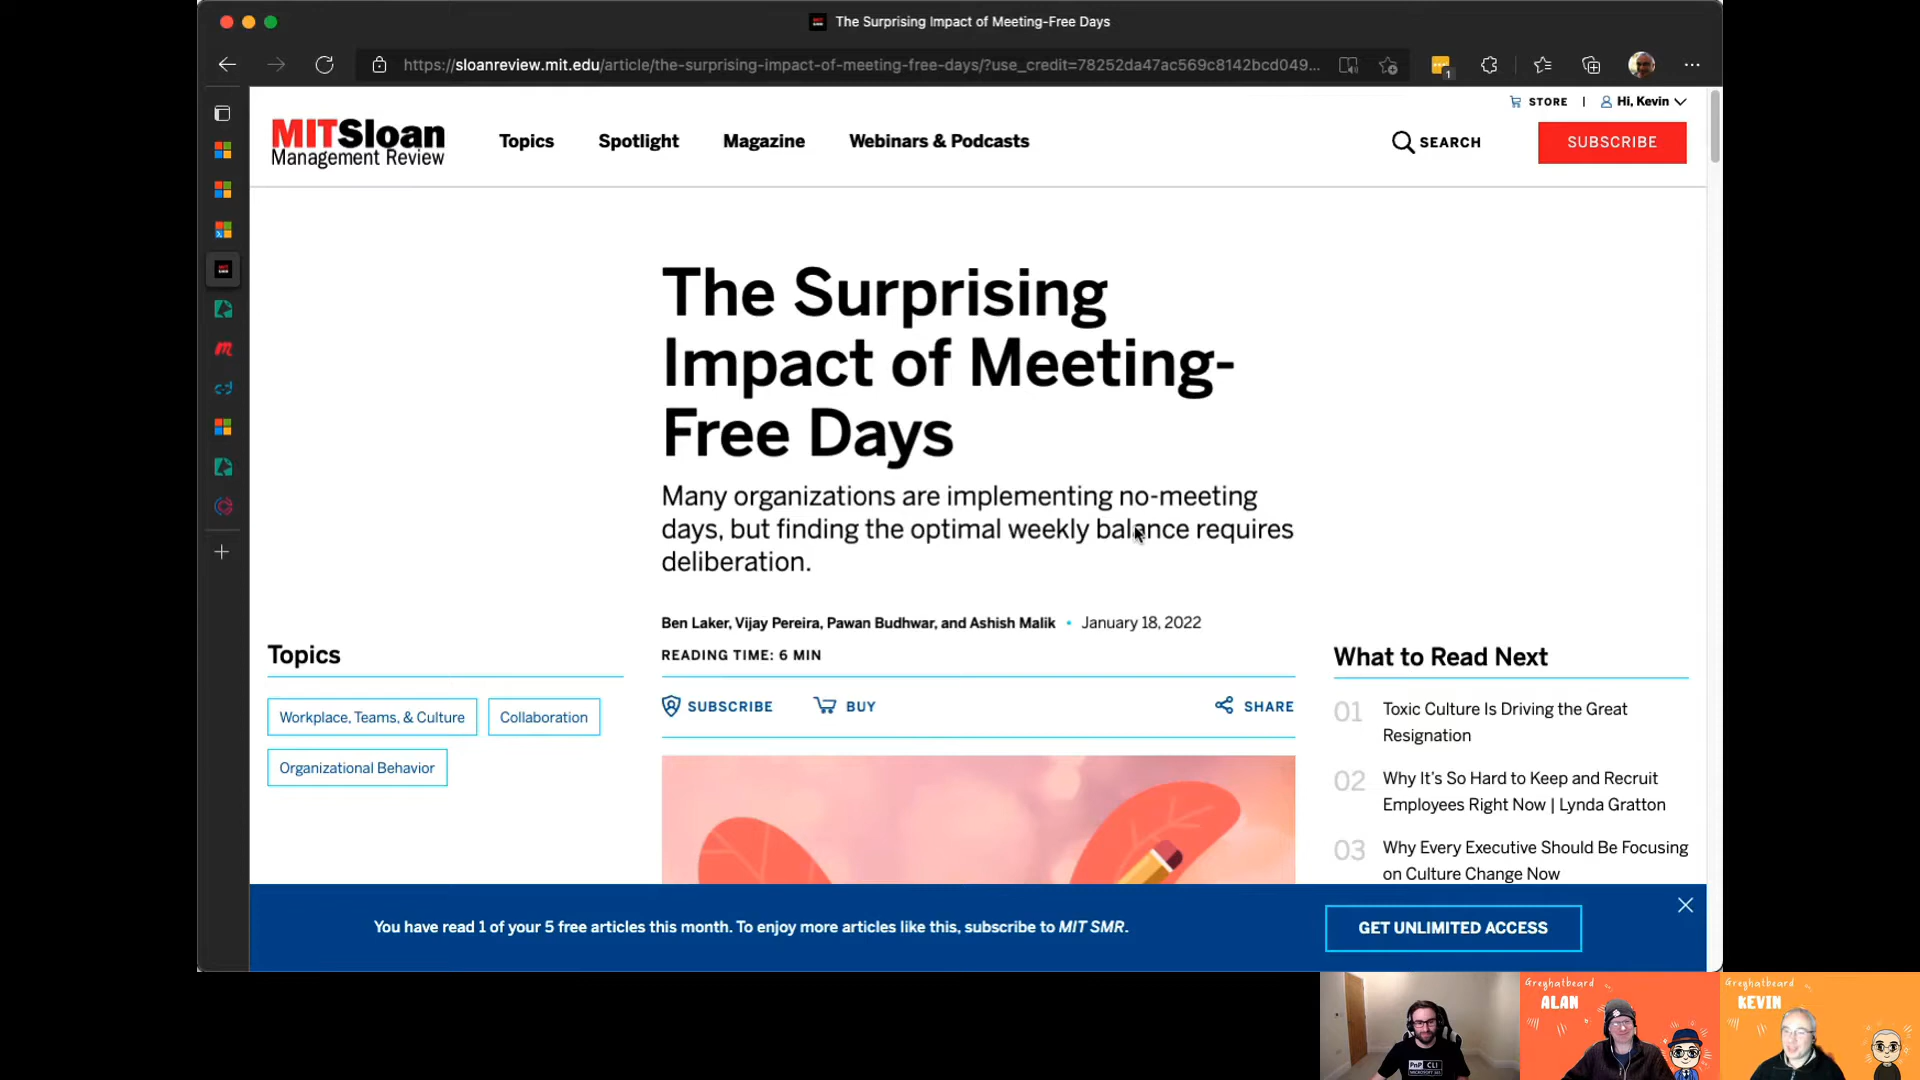 The Surprising Impact of Meeting-Free Days
https://sloanreview.mit.edu/article/the-surprising-impact-of-meeting-free-days/?use_credit=78252da47ac569c8142bcd049...
1
STORE | Hi, Kevin
MITSloan
Management Review
Topics Spotlight Magazine Webinars & Podcasts
SEARCH
SUBSCRIBE
The Surprising
Impact of Meeting-
Free Days
Many organizations are implementing no-meeting
days, but finding the optimal weekly balance requires
deliberation.
Ben Laker, Vijay Pereira, Pawan Budhwar, and Ashish Malik • January 18, 2022
READING TIME: 6 MIN
SUBSCRIBE BUY SHARE
Topics
Workplace, Teams, & Culture Collaboration
Organizational Behavior
What to Read Next
01 Toxic Culture Is Driving the Great
Resignation
02 Why It's So Hard to Keep and Recruit
Employees Right Now | Lynda Gratton
03 Why Every Executive Should Be Focusing
on Culture Change Now
You have read 1 of your 5 free articles this month. To enjoy more articles like this, subscribe to MIT SMR.
GET UNLIMITED ACCESS
PnP CLI
MICROSOFT 365
Greyhatbeard
ALAN
Greyhatbeard
KEVIN